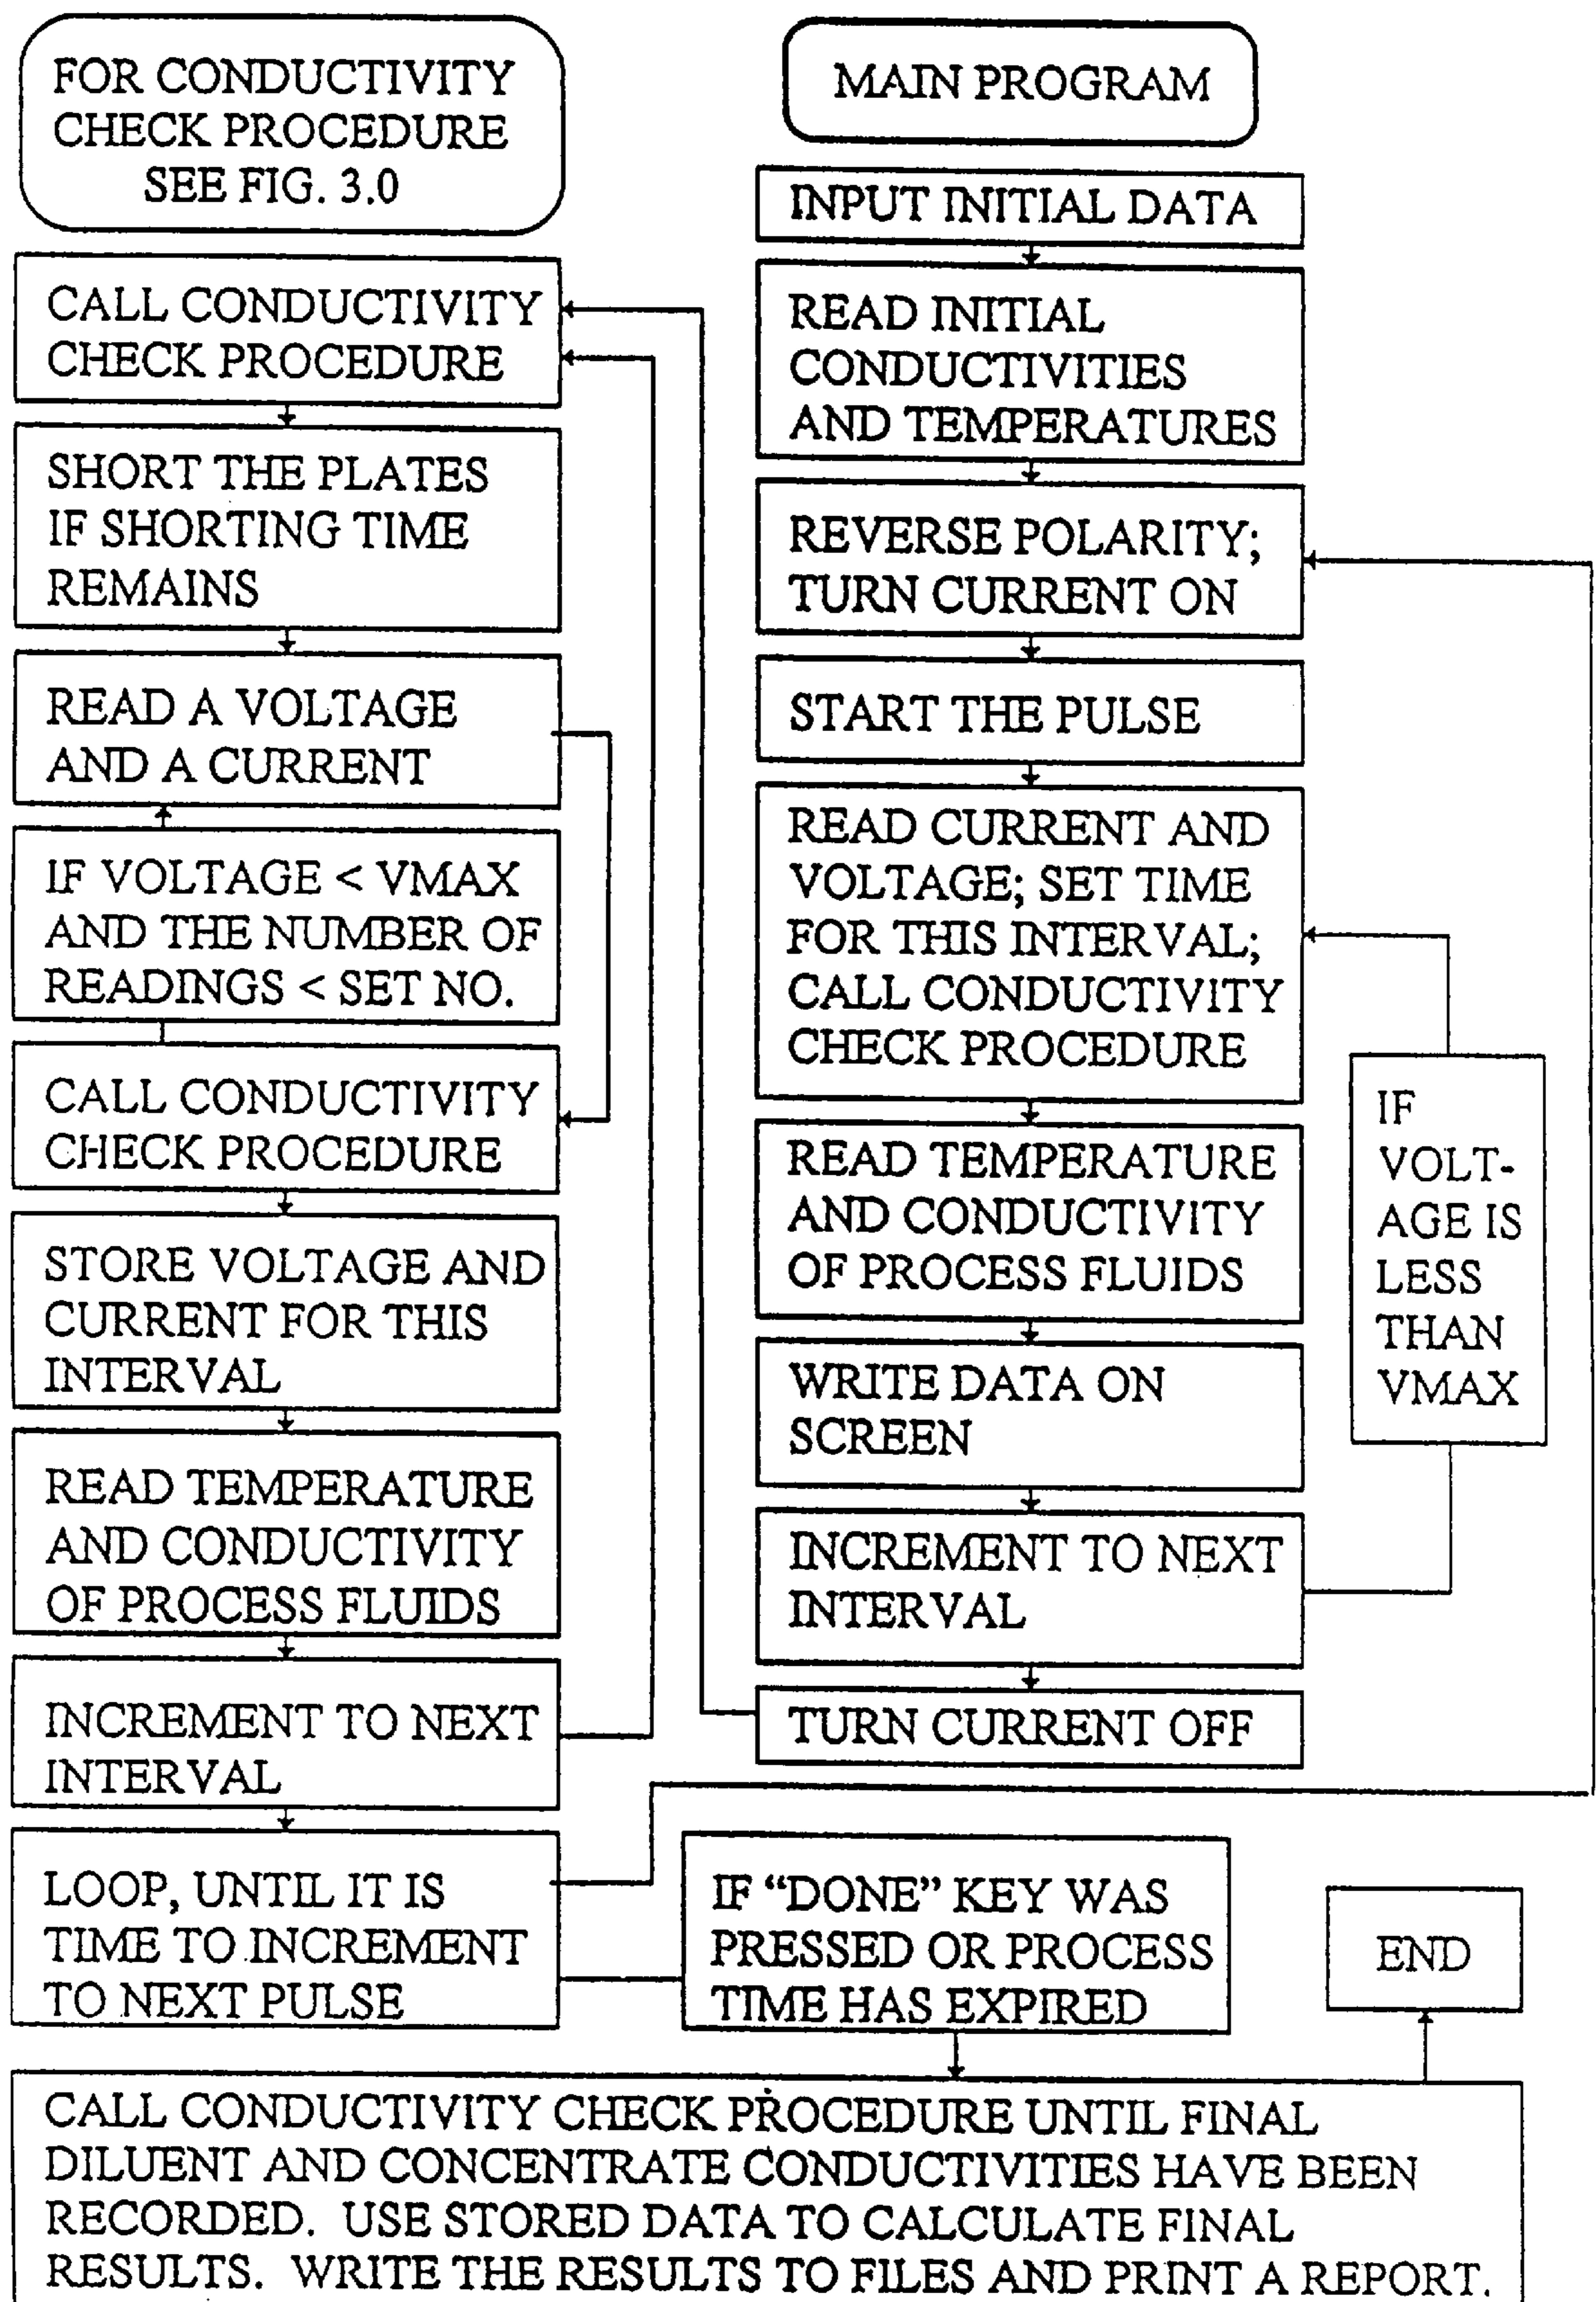 FOR CONDUCTIVITY
CHECK PROCEDURE
SEE FIG. 3.0
CALL CONDUCTIVITY
CHECK PROCEDURE
SHORT THE PLATES
IF SHORTING TIME
REMAINS
READ A VOLTAGE
AND A CURRENT
IF VOLTAGE < VMAX
AND THE NUMBER OF
READINGS < SET NO.
CALL CONDUCTIVITY
CHECK PROCEDURE
STORE VOLTAGE AND
CURRENT FOR THIS
INTERVAL
READ TEMPERATURE
AND CONDUCTIVITY
OF PROCESS FLUIDS
INCREMENT TO NEXT
INTERVAL
LOOP, UNTIL IT IS
TIME TO INCREMENT
TO NEXT PULSE
MAIN PROGRAM
INPUT INITIAL DATA
READ INITIAL
CONDUCTIVITIES
AND TEMPERATURES
REVERSE POLARITY;
TURN CURRENT ON
START THE PULSE
READ CURRENT AND
VOLTAGE; SET TIME
FOR THIS INTERVAL;
CALL CONDUCTIVITY
CHECK PROCEDURE
READ TEMPERATURE
AND CONDUCTIVITY
OF PROCESS FLUIDS
WRITE DATA ON
SCREEN
INCREMENT TO NEXT
INTERVAL
TURN CURRENT OFF
IF
VOLT-
AGE IS
LESS
THAN
VMAX
IF “DONE” KEY WAS
PRESSED OR PROCESS
TIME HAS EXPIRED
END
CALL CONDUCTIVITY CHECK PROCEDURE UNTIL FINAL
DILUENT AND CONCENTRATE CONDUCTIVITIES HAVE BEEN
RECORDED. USE STORED DATA TO CALCULATE FINAL
RESULTS. WRITE THE RESULTS TO FILES AND PRINT A REPORT.